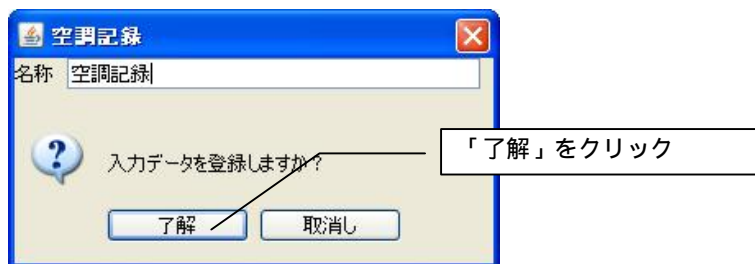 空調記録
名称 空調記録
「了解」をクリック
入力データを登録しますか？
了解 取消し